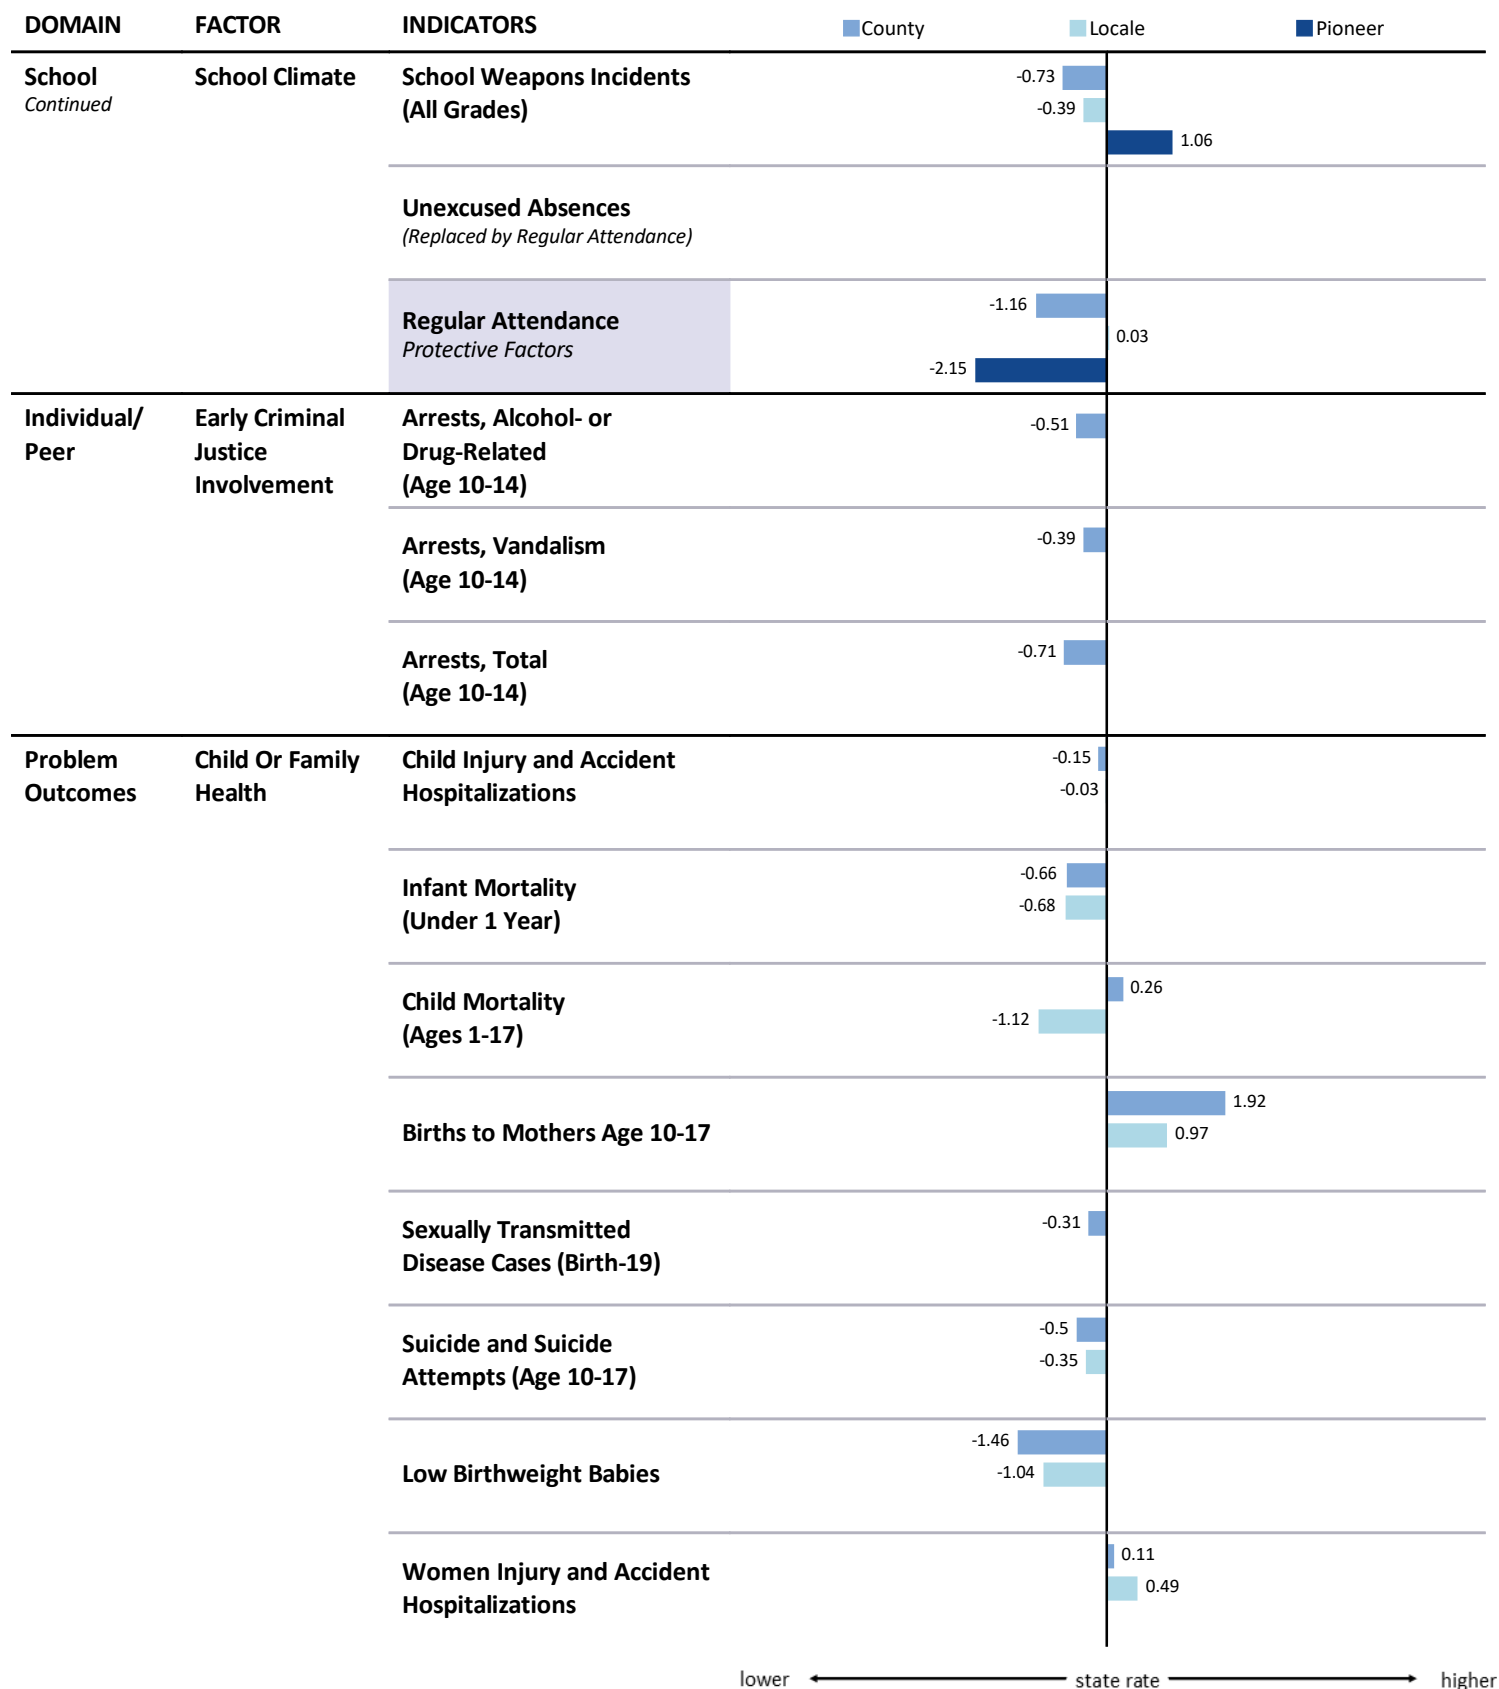 DOMAIN FACTOR INDICATORS County Locale Pioneer
School School Climate School Weapons Incidents
Continued (All Grades)
-0.73
-0.39
1.06
Unexcused Absences
(Replaced by Regular Attendance)
Regular Attendance
Protective Factors
-1.16
0.03
-2.15
Individual/ Early Criminal Arrests, Alcohol- or
Peer Justice Drug-Related
Involvement (Age 10-14)
-0.51
Arrests, Vandalism
(Age 10-14)
-0.39
Arrests, Total
(Age 10-14)
-0.71
Problem Child Or Family Child Injury and Accident
Outcomes Health Hospitalizations
-0.15
-0.03
Infant Mortality
(Under 1 Year)
-0.66
-0.68
Child Mortality
(Ages 1-17)
0.26
-1.12
Births to Mothers Age 10-17
1.92
0.97
Sexually Transmitted
Disease Cases (Birth-19)
-0.31
Suicide and Suicide
Attempts (Age 10-17)
-0.5
-0.35
Low Birthweight Babies
-1.46
-1.04
Women Injury and Accident
Hospitalizations
0.11
0.49
lower state rate higher